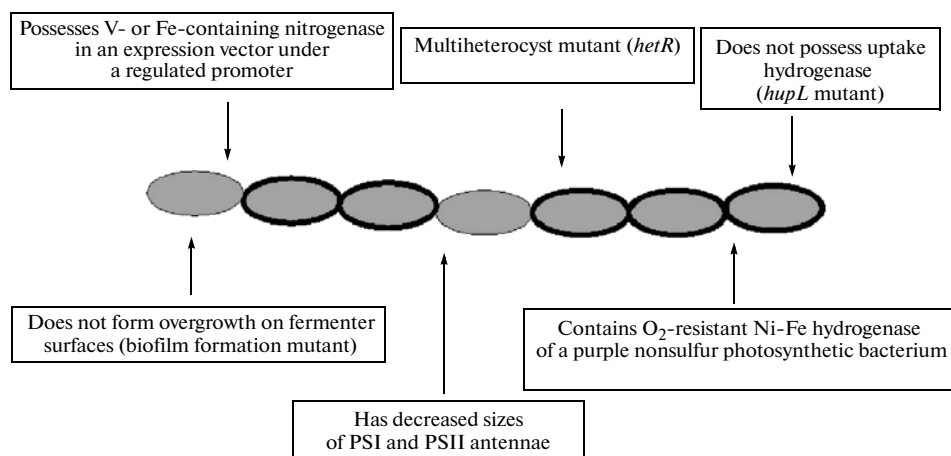 Possesses V- or Fe-containing nitrogenase
in an expression vector under
a regulated promoter
Multiheterocyst mutant (hetR)
Does not possess uptake
hydrogenase
(hupL mutant)
Does not form overgrowth on fermenter
surfaces (biofilm formation mutant)
Has decreased sizes
of PSI and PSII antennae
Contains O₂-resistant Ni-Fe hydrogenase
of a purple nonsulfur photosynthetic bacterium